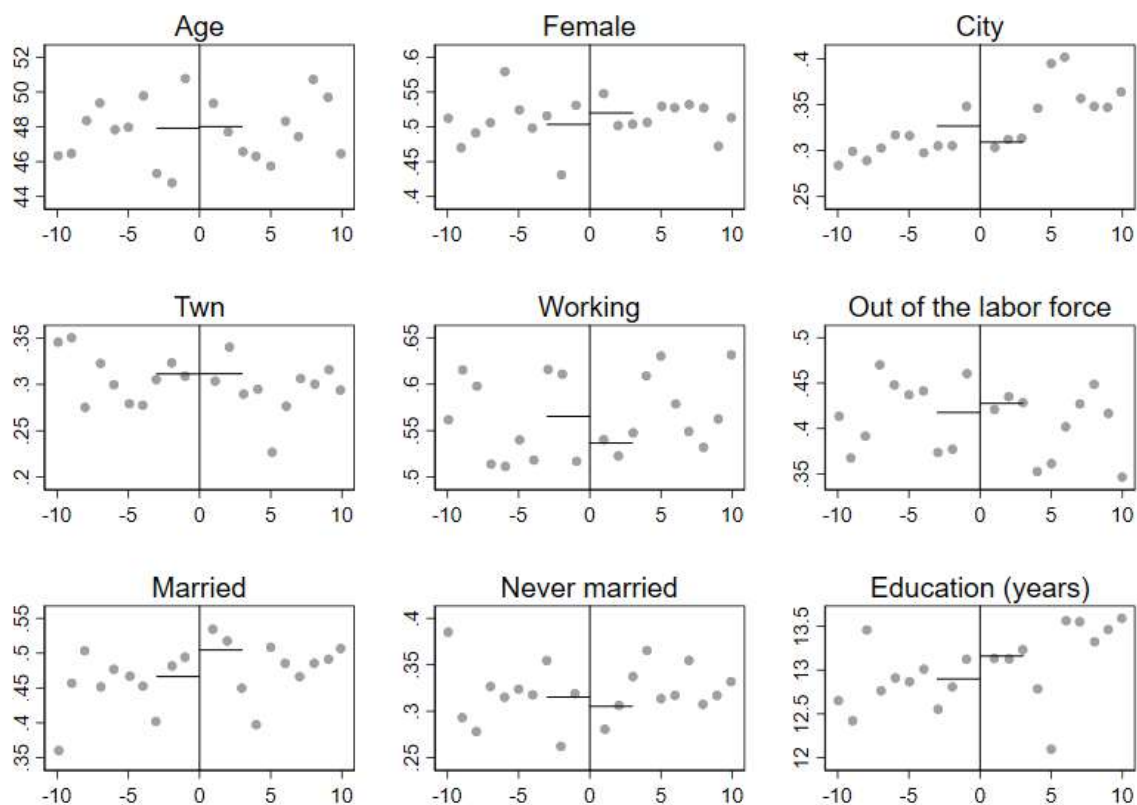 Age
Female
City
44 46 48 50 52
.4 .45 .5 .55 .6
.25 .3 .35 .4
-10 -5 0 5 10
-10 -5 0 5 10
-10 -5 0 5 10
Twn
Working
Out of the labor force
.2 .25 .3 .35
.5 .55 .6 .65
.35 .4 .45 .5
-10 -5 0 5 10
-10 -5 0 5 10
-10 -5 0 5 10
Married
Never married
Education (years)
.35 .4 .45 .5 .55
.25 .3 .35 .4
12 12.5 13 13.5
-10 -5 0 5 10
-10 -5 0 5 10
-10 -5 0 5 10